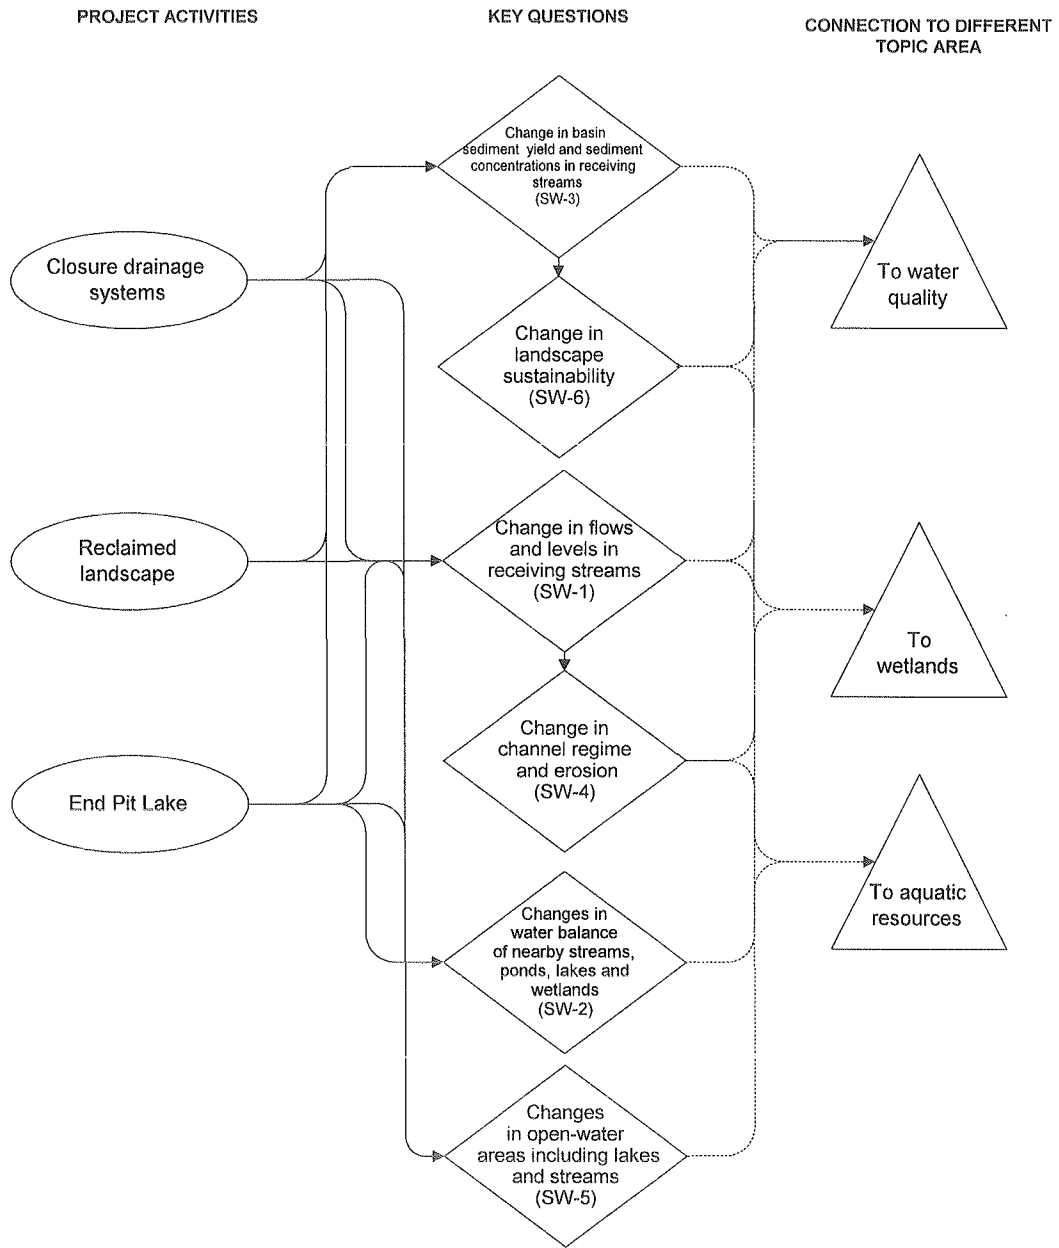 PROJECT ACTIVITIES
KEY QUESTIONS
CONNECTION TO DIFFERENT
TOPIC AREA
Change in basin
sediment yield and sediment
concentrations in receiving
streams
(SW-3)
Closure drainage
systems
To water
quality
Change in
landscape
sustainability
(SW-6)
Change in flows
and levels in
receiving streams
(SW-1)
Reclaimed
landscape
To
wetlands
Change in
channel regime
and erosion
(SW-4)
End Pit Lake
To aquatic
resources
Changes in
water balance
of nearby streams,
ponds, lakes and
wetlands
(SW-2)
Changes
in open-water
areas including lakes
and streams
(SW-5)